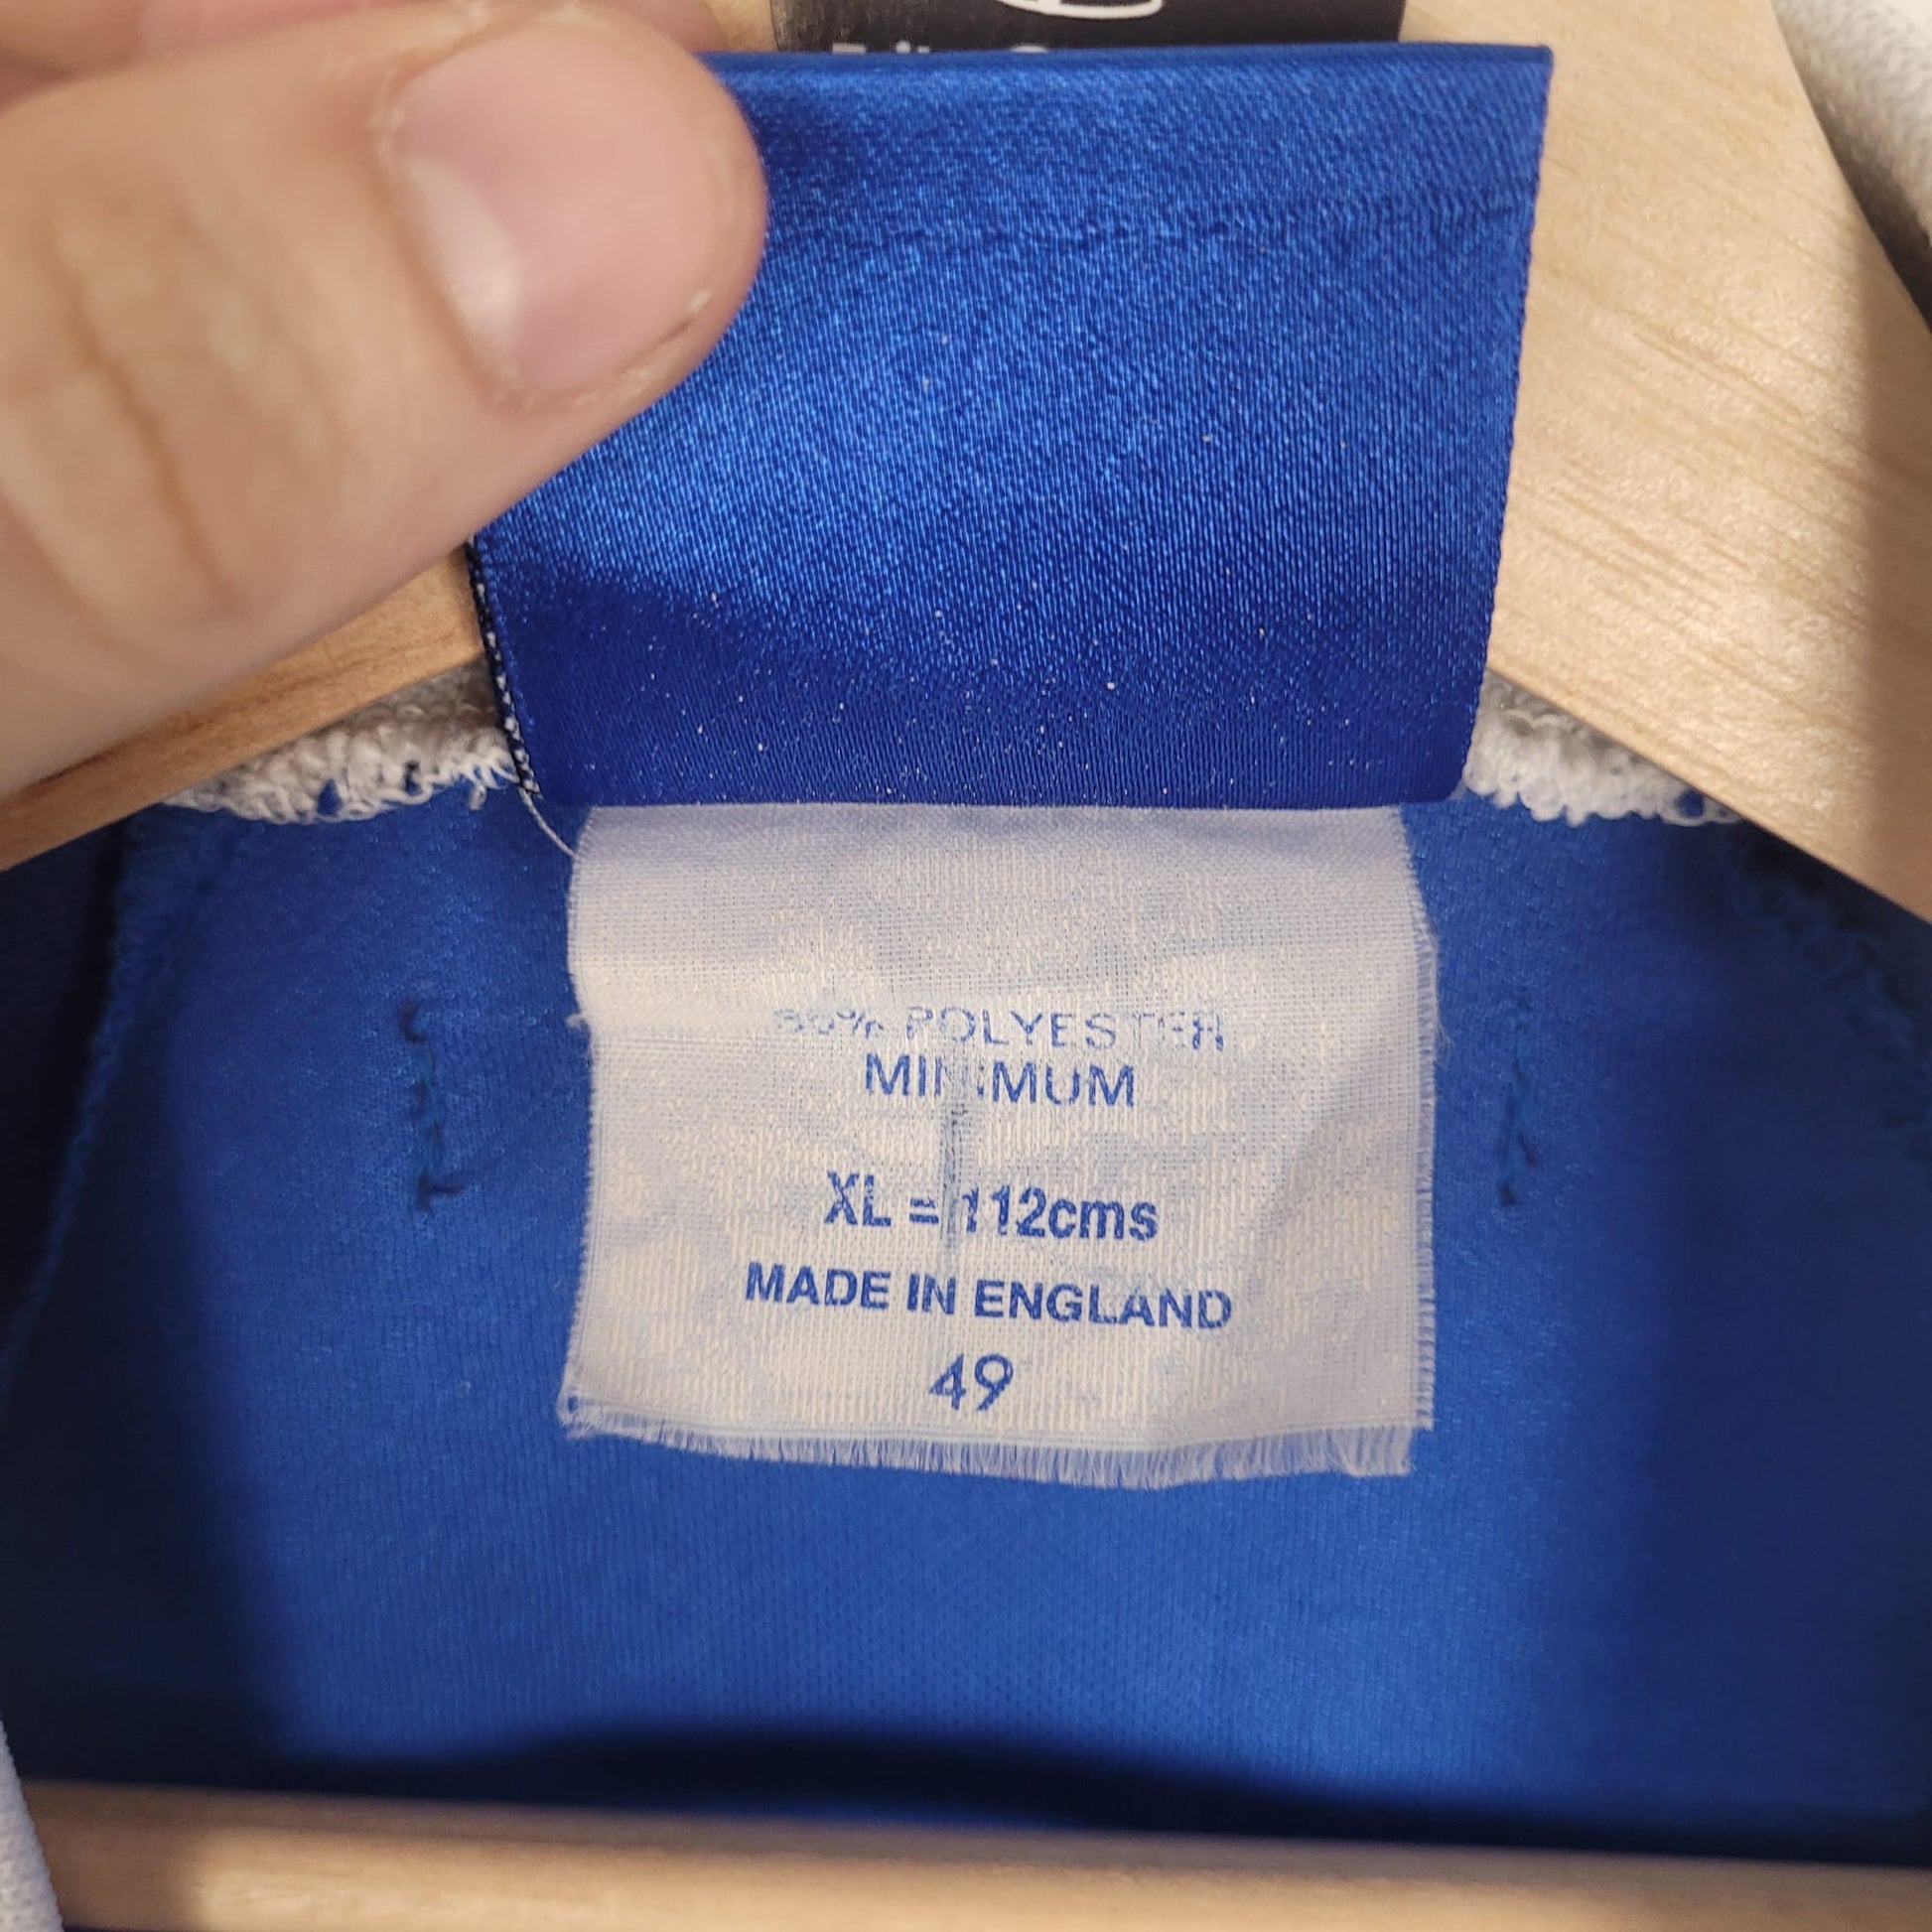 POLYESTER
MINIMUM
XL = 112cms
MADE IN ENGLAND
49